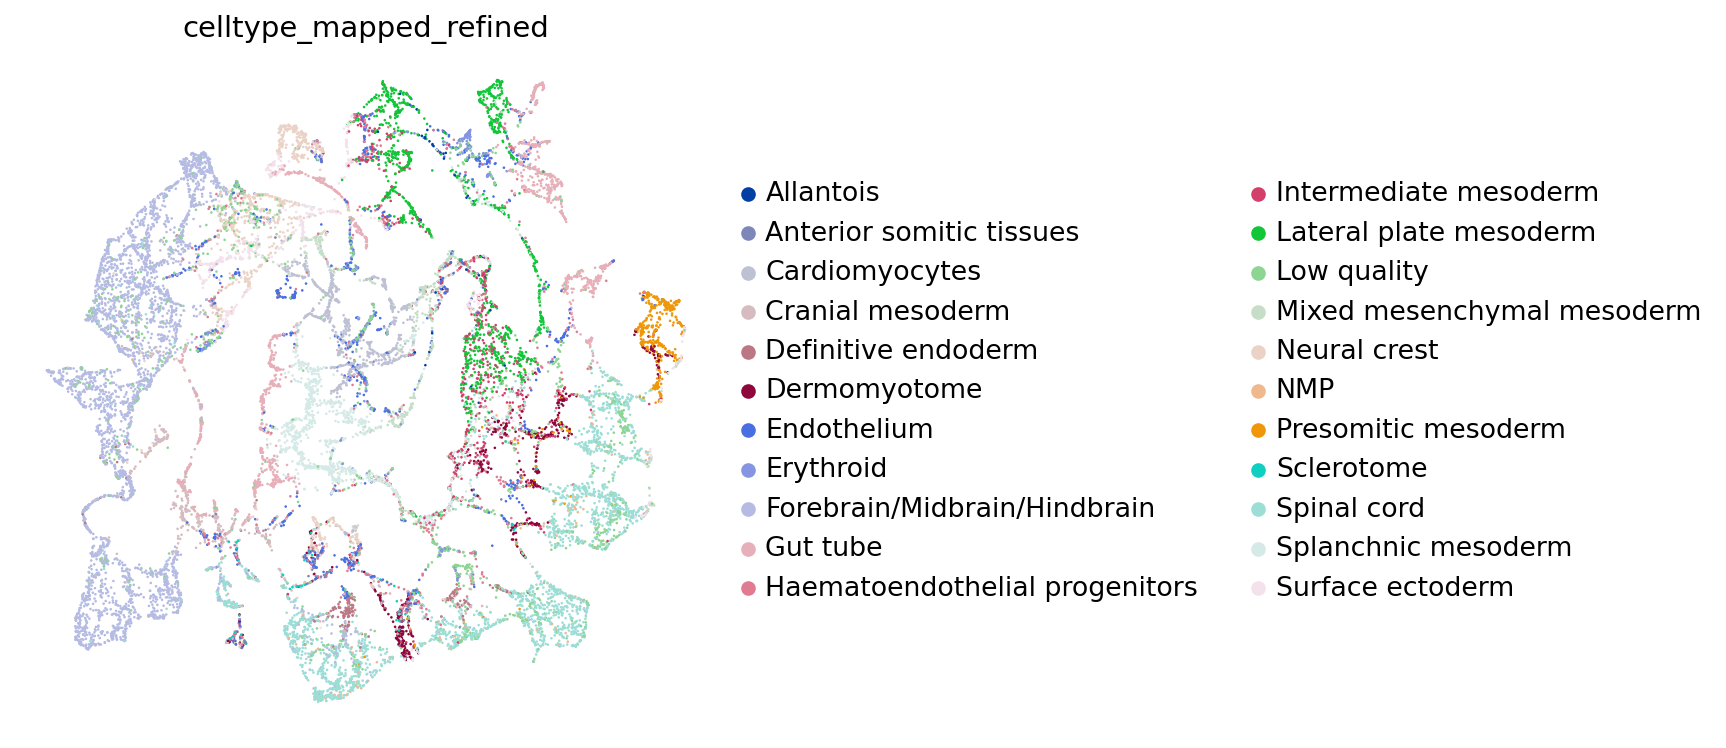 celltype_mapped_refined
Allantois
Anterior somitic tissues
Cardiomyocytes
Cranial mesoderm
Definitive endoderm
Dermomyotome
Endothelium
Erythroid
Forebrain/Midbrain/Hindbrain
Gut tube
Haematoendothelial progenitors
Intermediate mesoderm
Lateral plate mesoderm
Low quality
Mixed mesenchymal mesoderm
Neural crest
NMP
Presomitic mesoderm
Sclerotome
Spinal cord
Splanchnic mesoderm
Surface ectoderm